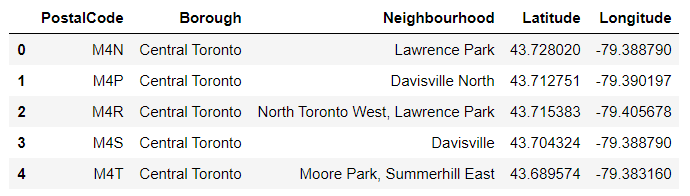 PostalCode Borough Neighbourhood Latitude Longitude
0 M4N Central Toronto Lawrence Park 43.728020 -79.388790
1 M4P Central Toronto Davisville North 43.712751 -79.390197
2 M4R Central Toronto North Toronto West, Lawrence Park 43.715383 -79.405678
3 M4S Central Toronto Davisville 43.704324 -79.388790
4 M4T Central Toronto Moore Park, Summerhill East 43.689574 -79.383160